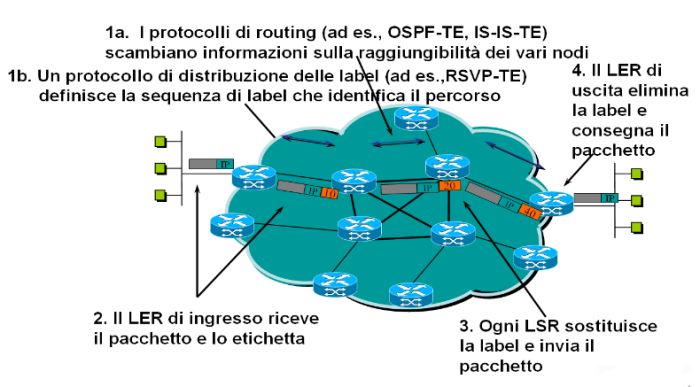 1a. I protocolli di routing (ad es., OSPF-TE, IS-IS-TE)
scambiano informazioni sulla raggiungibilità dei vari nodi
1b. Un protocollo di distribuzione delle label (ad es.,RSVP-TE)
definisce la sequenza di label che identifica il percorso
4. Il LER di
uscita elimina
la label e
consegna il
pacchetto
IP
IP 10
IP 20
IP 40
IP
2. Il LER di ingresso riceve
il pacchetto e lo etichetta
3. Ogni LSR sostituisce
la label e invia il
pacchetto